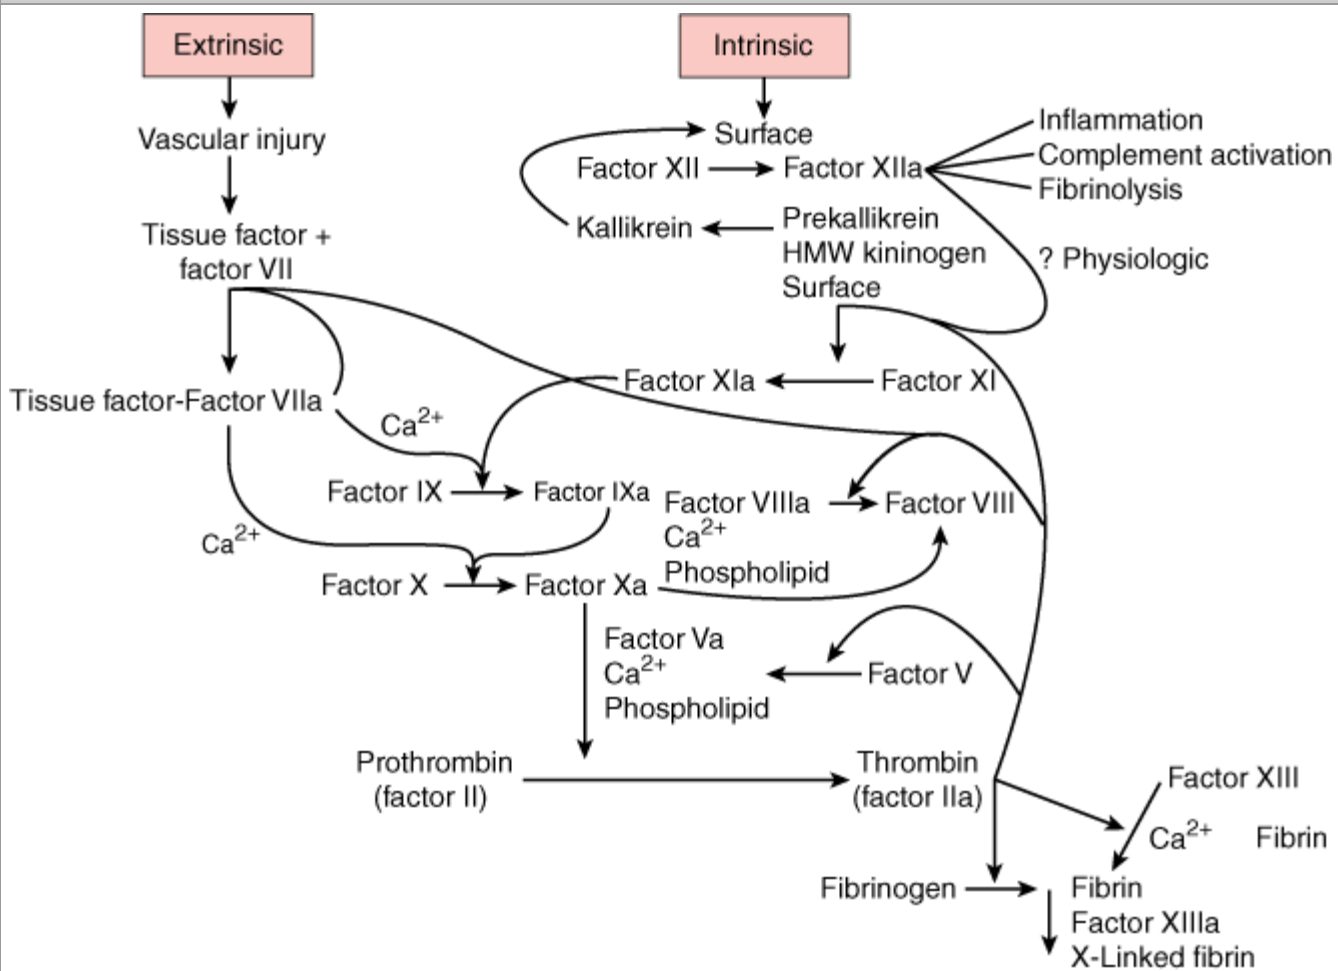 Extrinsic
Intrinsic
Vascular injury
Surface
Factor XII
Factor XIIa
Inflammation
Complement activation
Fibrinolysis
Kallikrein
Prekallikrein
HMW kininogen
Surface
? Physiologic
Tissue factor +
factor VII
Tissue factor-Factor VIIa
Ca2+
Factor XIa
Factor XI
Factor IX
Factor IXa
Factor VIIIa
Ca2+
Phospholipid
Factor VIII
Ca2+
Factor X
Factor Xa
Factor Va
Ca2+
Phospholipid
Factor V
Prothrombin
(factor II)
Thrombin
(factor IIa)
Factor XIII
Ca2+
Fibrin
Fibrinogen
Fibrin
Factor XIIIa
X-Linked fibrin